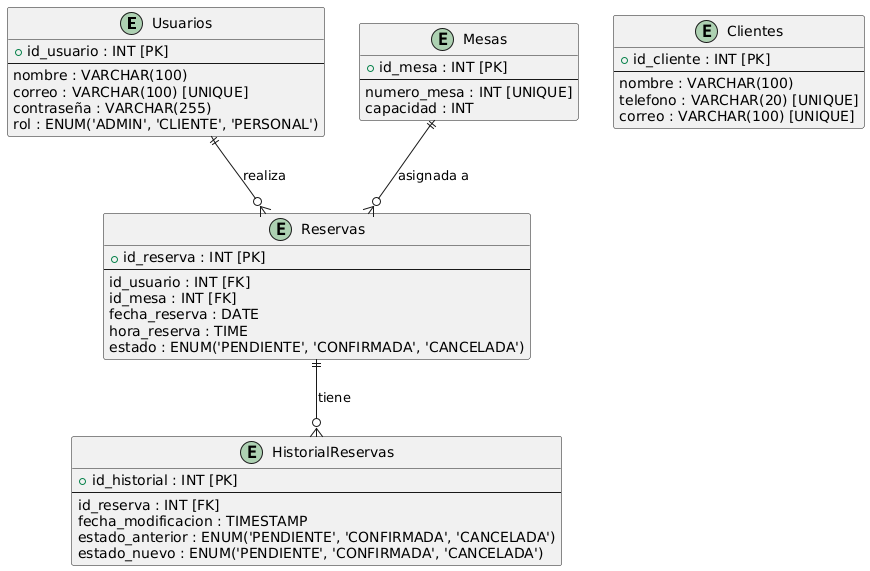 E Usuarios
id_usuario : INT [PK]
nombre : VARCHAR(100)
correo : VARCHAR(100) [UNIQUE]
contraseña : VARCHAR(255)
rol : ENUM('ADMIN', 'CLIENTE', 'PERSONAL')
E Mesas
id_mesa : INT [PK]
numero_mesa : INT [UNIQUE]
capacidad : INT
E Clientes
id_cliente : INT [PK]
nombre : VARCHAR(100)
telefono : VARCHAR(20) [UNIQUE]
correo : VARCHAR(100) [UNIQUE]
realiza
asignada a
E Reservas
id_reserva : INT [PK]
id_usuario : INT [FK]
id_mesa : INT [FK]
fecha_reserva : DATE
hora_reserva : TIME
estado : ENUM('PENDIENTE', 'CONFIRMADA', 'CANCELADA')
tiene
E HistorialReservas
id_historial : INT [PK]
id_reserva : INT [FK]
fecha_modificacion : TIMESTAMP
estado_anterior : ENUM('PENDIENTE', 'CONFIRMADA', 'CANCELADA')
estado_nuevo : ENUM('PENDIENTE', 'CONFIRMADA', 'CANCELADA')